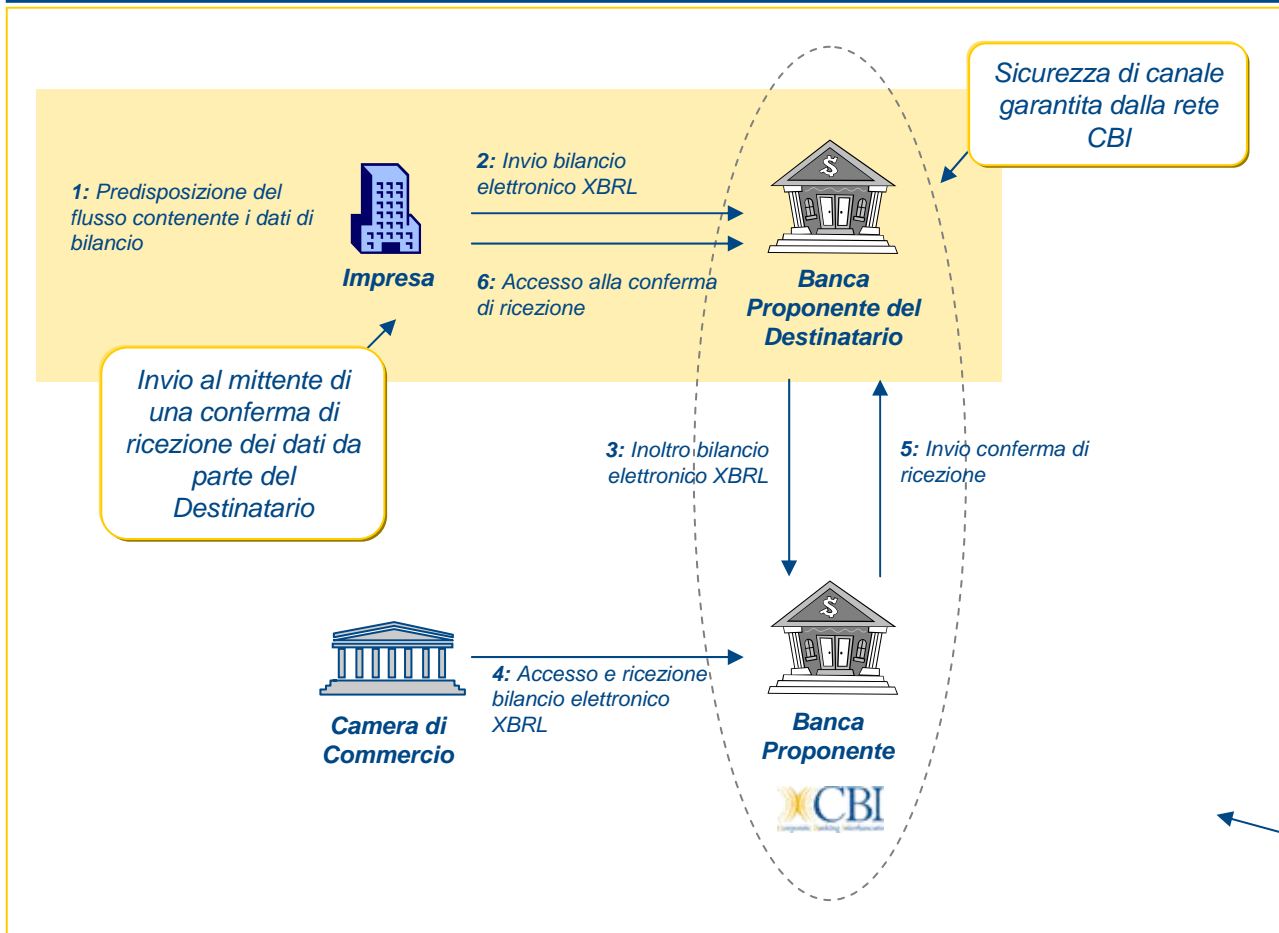 Sicurezza di canale
garantita dalla rete
CBI
1: Predisposizione del
flusso contenente i dati di
bilancio
Impresa
2: Invio bilancio
elettronico XBRL
6: Accesso alla conferma
di ricezione
Banca
Proponente del
Destinatario
Invio al mittente di
una conferma di
ricezione dei dati da
parte del
Destinatario
3: Inoltro bilancio
elettronico XBRL
5: Invio conferma di
ricezione
Camera di
Commercio
4: Accesso e ricezione
bilancio elettronico
XBRL
Banca
Proponente
CBI